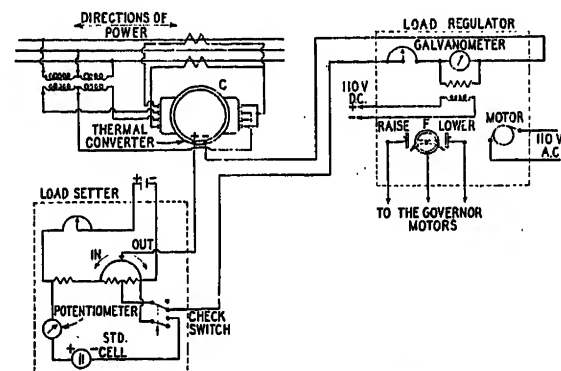 DIRECTIONS OF
POWER
LOAD REGULATOR
GALVANOMETER
C
110 V
D.C.
+
THERMAL
CONVERTER
+ -
RAISE
F
LOWER
MOTOR
110 V
A.C
TO THE GOVERNOR
MOTORS
LOAD SETTER
+ -
OUT
IN
POTENTIOMETER
CHECK
SWITCH
STD.
CELL
+ -